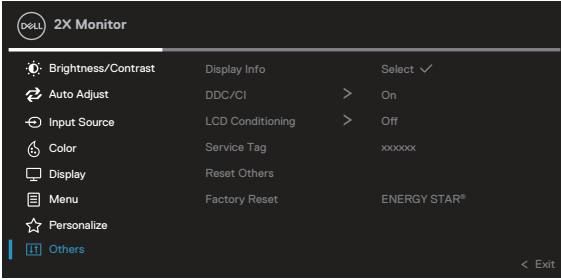 DELL 2X Monitor
Brightness/Contrast Display Info Select ✓
Auto Adjust DDC/CI > On
Input Source LCD Conditioning > Off
Color Service Tag xxxxxx
Display Reset Others
Menu Factory Reset ENERGY STAR®
Personalize
Others
< Exit